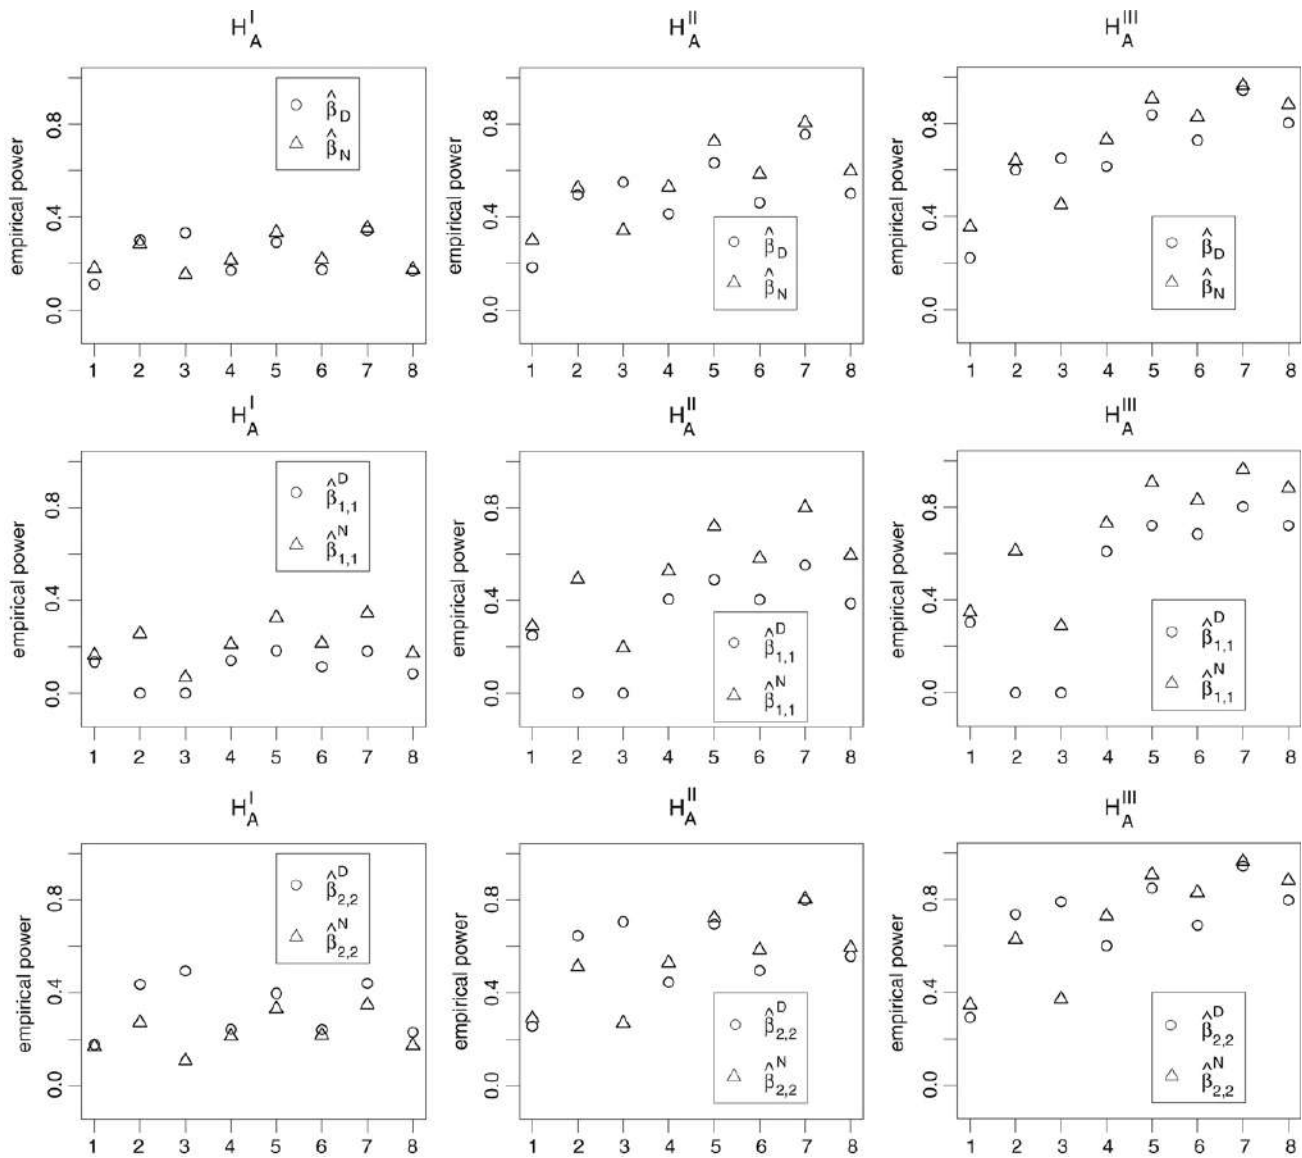 H_A^I H_A^II H_A^III
empirical power
0.0 0.4 0.8
β̂_D
β̂_N
1 2 3 4 5 6 7 8
empirical power
0.0 0.4 0.8
β̂_D
β̂_N
1 2 3 4 5 6 7 8
empirical power
0.0 0.4 0.8
β̂_D
β̂_N
1 2 3 4 5 6 7 8
H_A^I H_A^II H_A^III
empirical power
0.0 0.4 0.8
β̂_{1,1}^D
β̂_{1,1}^N
1 2 3 4 5 6 7 8
empirical power
0.0 0.4 0.8
β̂_{1,1}^D
β̂_{1,1}^N
1 2 3 4 5 6 7 8
empirical power
0.0 0.4 0.8
β̂_{1,1}^D
β̂_{1,1}^N
1 2 3 4 5 6 7 8
H_A^I H_A^II H_A^III
empirical power
0.0 0.4 0.8
β̂_{2,2}^D
β̂_{2,2}^N
1 2 3 4 5 6 7 8
empirical power
0.0 0.4 0.8
β̂_{2,2}^D
β̂_{2,2}^N
1 2 3 4 5 6 7 8
empirical power
0.0 0.4 0.8
β̂_{2,2}^D
β̂_{2,2}^N
1 2 3 4 5 6 7 8